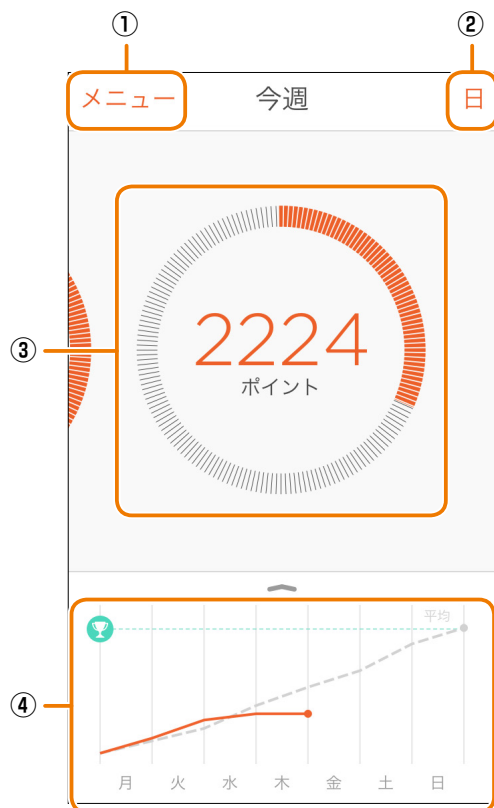 ① ②
メニュー 今週 日
③
2224
ポイント
④
平均
月 火 水 木 金 土 日